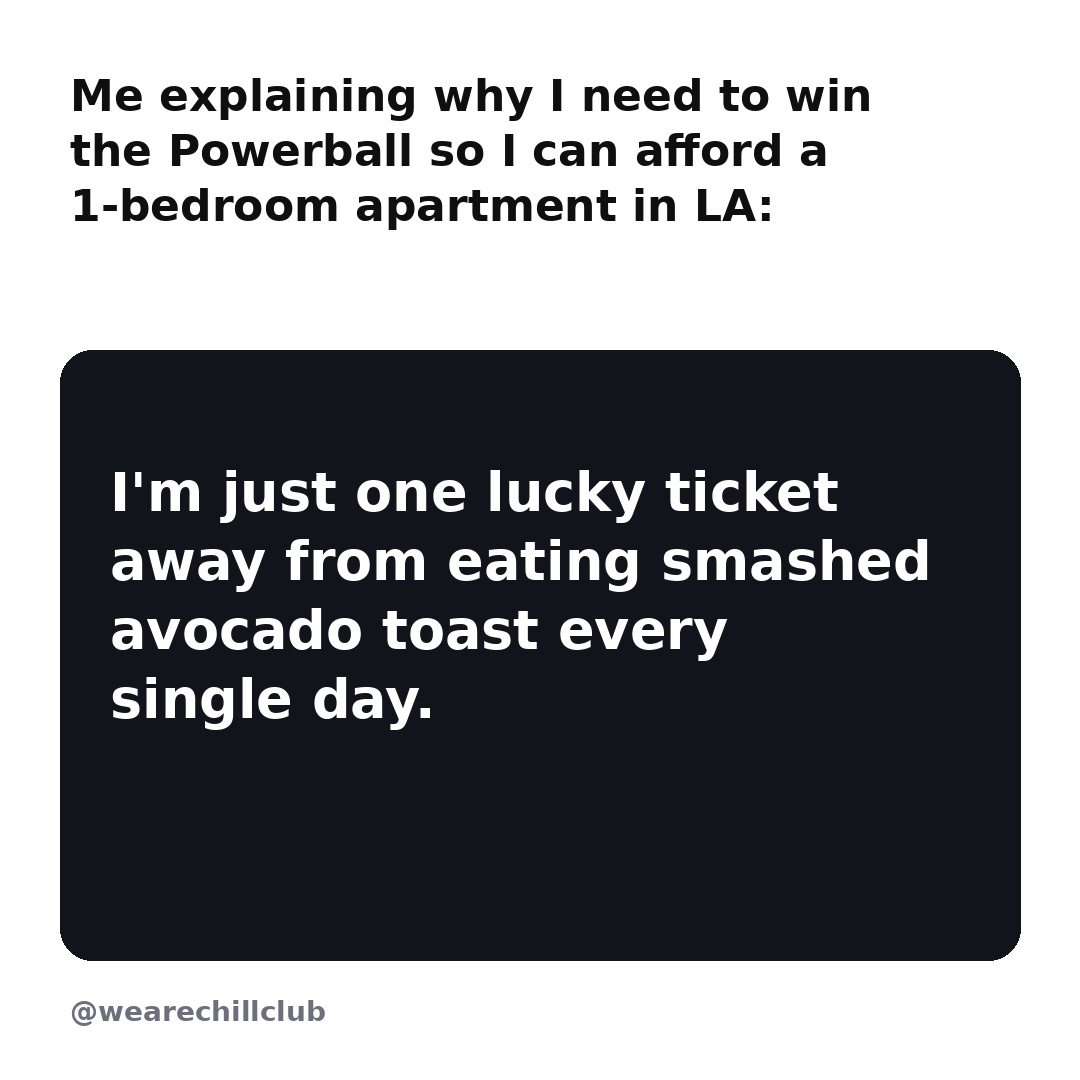 Me explaining why I need to win
the Powerball so I can afford a
1-bedroom apartment in LA:
I'm just one lucky ticket
away from eating smashed
avocado toast every
single day.
@wearechillclub